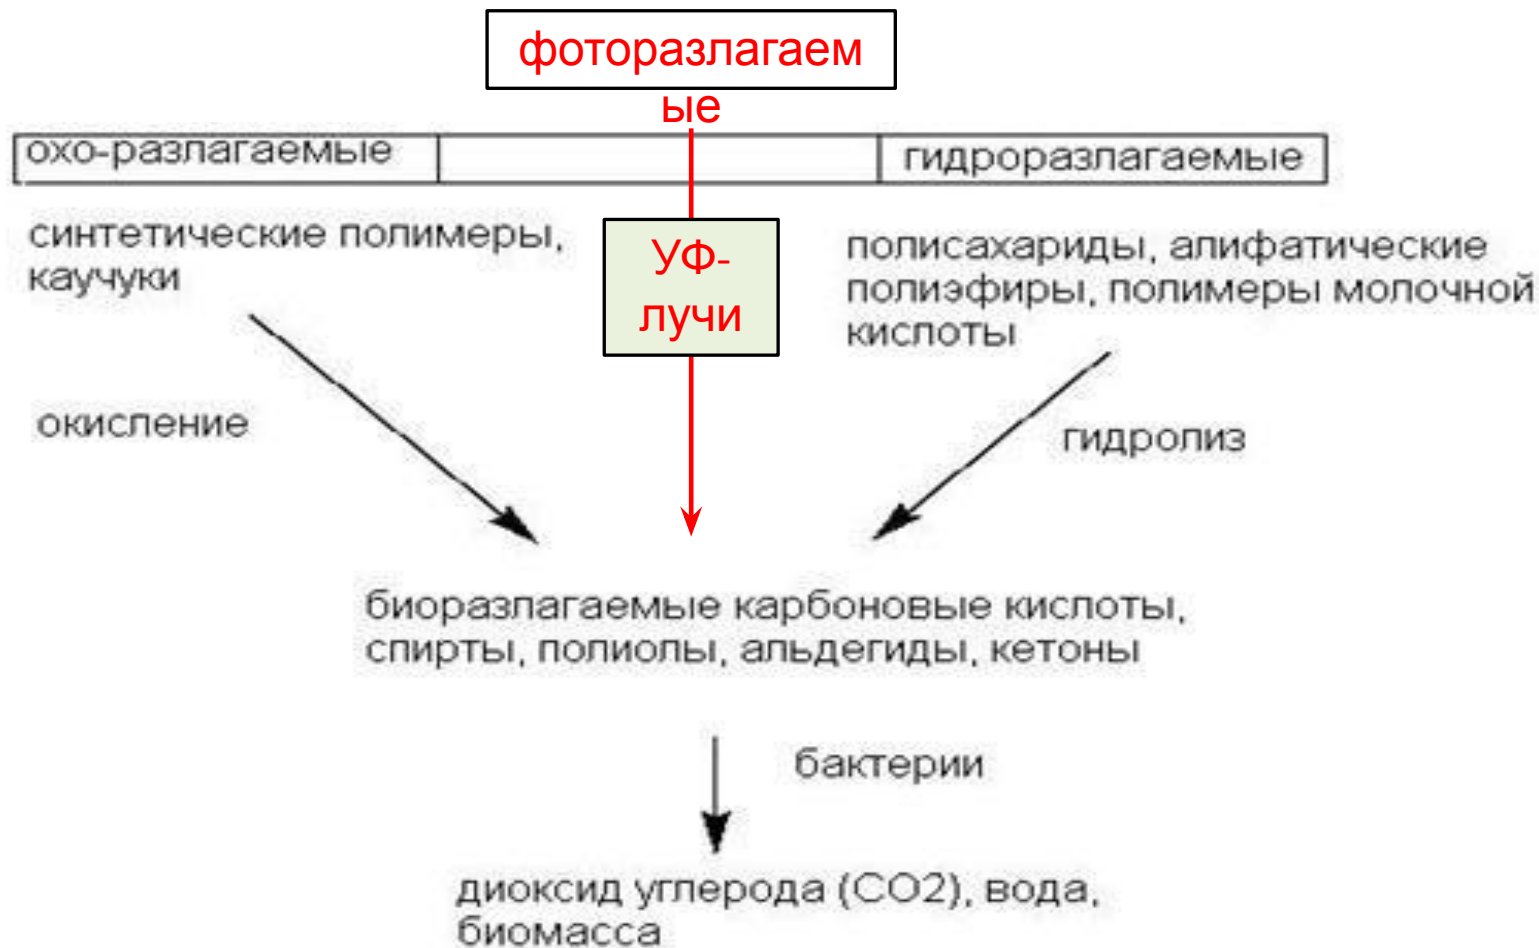 фоторазлагаем
ые
охо-разлагаемые
гидроразлагаемые
синтетические полимеры,
каучуки
УФ-
лучи
полисахариды, алифатические
полиэфиры, полимеры молочной
кислоты
окисление
гидролиз
биоразлагаемые карбоновые кислоты,
спирты, полиолы, альдегиды, кетоны
бактерии
диоксид углерода (CO2), вода,
биомасса